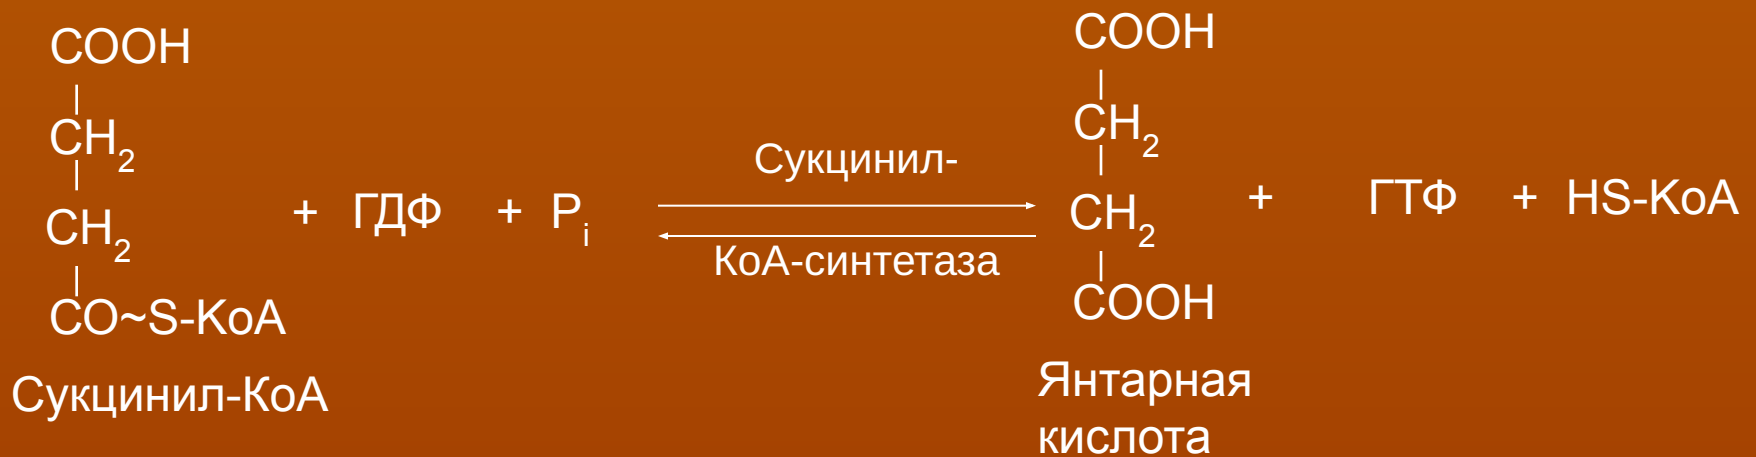 COOH
|
CH2
|
CH2
|
CO~S-KoA
Сукцинил-КоА
+ ГДФ + Pi
Сукцинил-
КоА-синтетаза
COOH
|
CH2
|
CH2
|
COOH
Янтарная
кислота
+ ГТФ + HS-KoA